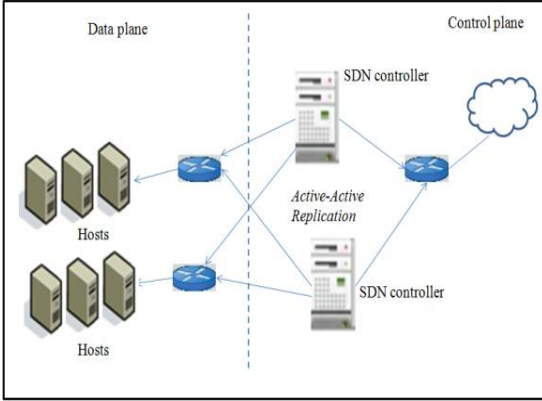 Data plane
Control plane
SDN controller
Hosts
Active-Active
Replication
SDN controller
Hosts